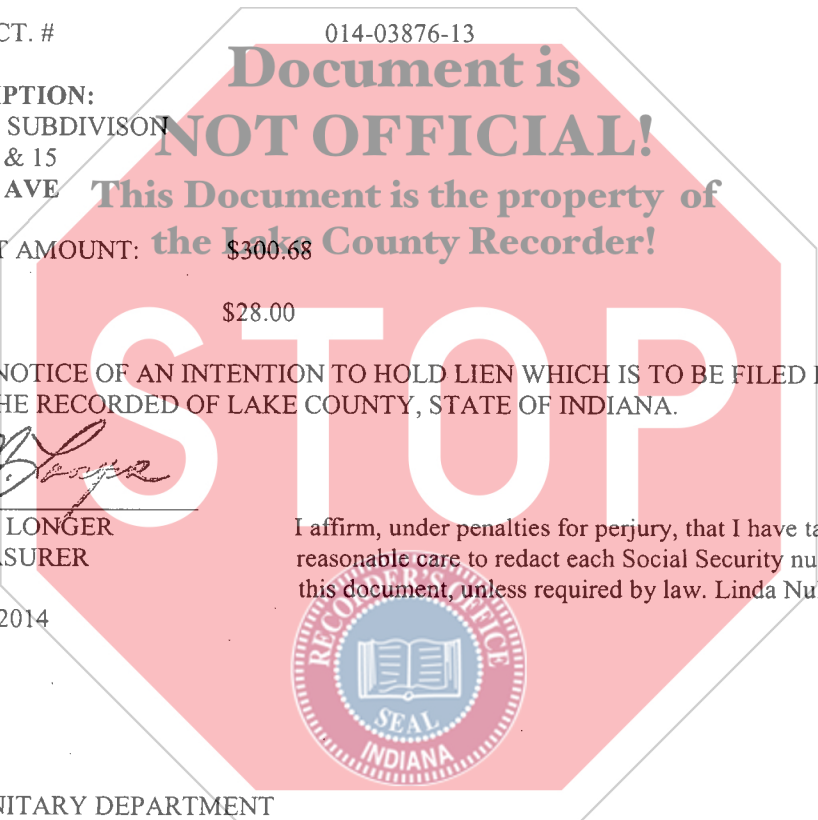 CT. # 014-03876-13
Document is
IPTION:
SUBDIVISON
NOT OFFICIAL!
& 15
AVE
This Document is the property of
T AMOUNT: $300.68
the Lake County Recorder!
$28.00
STOP
NOTICE OF AN INTENTION TO HOLD LIEN WHICH IS TO BE FILED
HE RECORDED OF LAKE COUNTY, STATE OF INDIANA.
LONGER
SURER
I affirm, under penalties for perjury, that I have ta
reasonable care to redact each Social Security nu
this document, unless required by law. Linda Nu
2014
RECORDER'S OFFICE
SEAL
INDIANA
NITARY DEPARTMENT